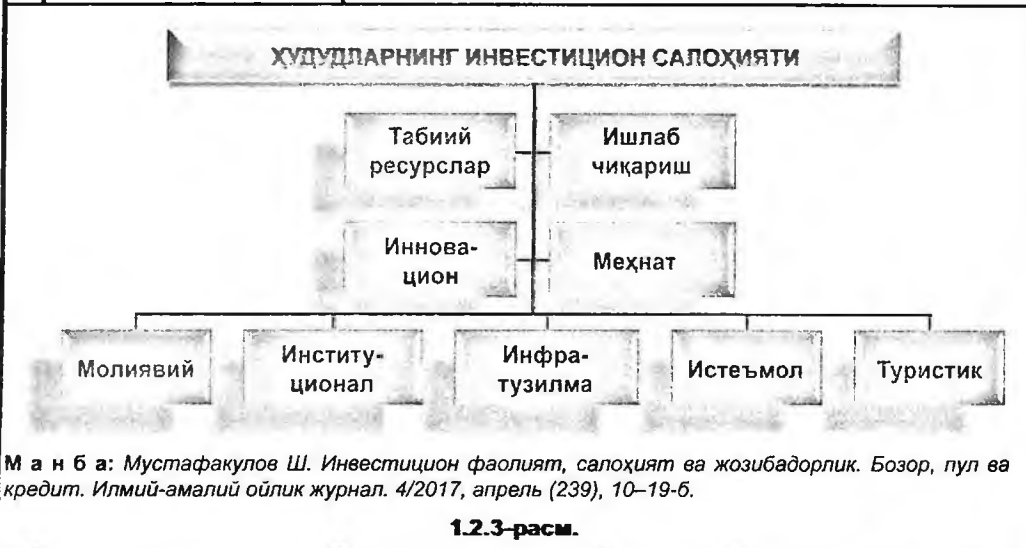 ҲУДУДЛАРНИНГ ИНВЕСТИЦИОН САЛОҲИЯТИ
Табиий
ресурслар
Ишлаб
чиқариш
Иннова-
цион
Меҳнат
Молиявий
Институ-
ционал
Инфра-
тузилма
Истеъмол
Туристик
М а н б а: Мустафакулов Ш. Инвестицион фаолият, салоҳият ва жозибадорлик. Бозор, пул ва
кредит. Илмий-амалий ойлик журнал. 4/2017, апрель (239), 10–19-б.
1.2.3-расм.